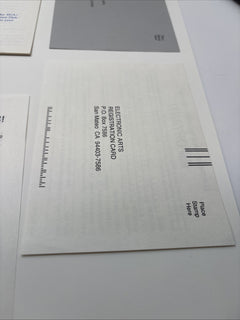 Place
Stamp
Here
ELECTRONIC ARTS
REGISTRATION CARD
P.O. Box 7586
San Mateo CA 94403-7586